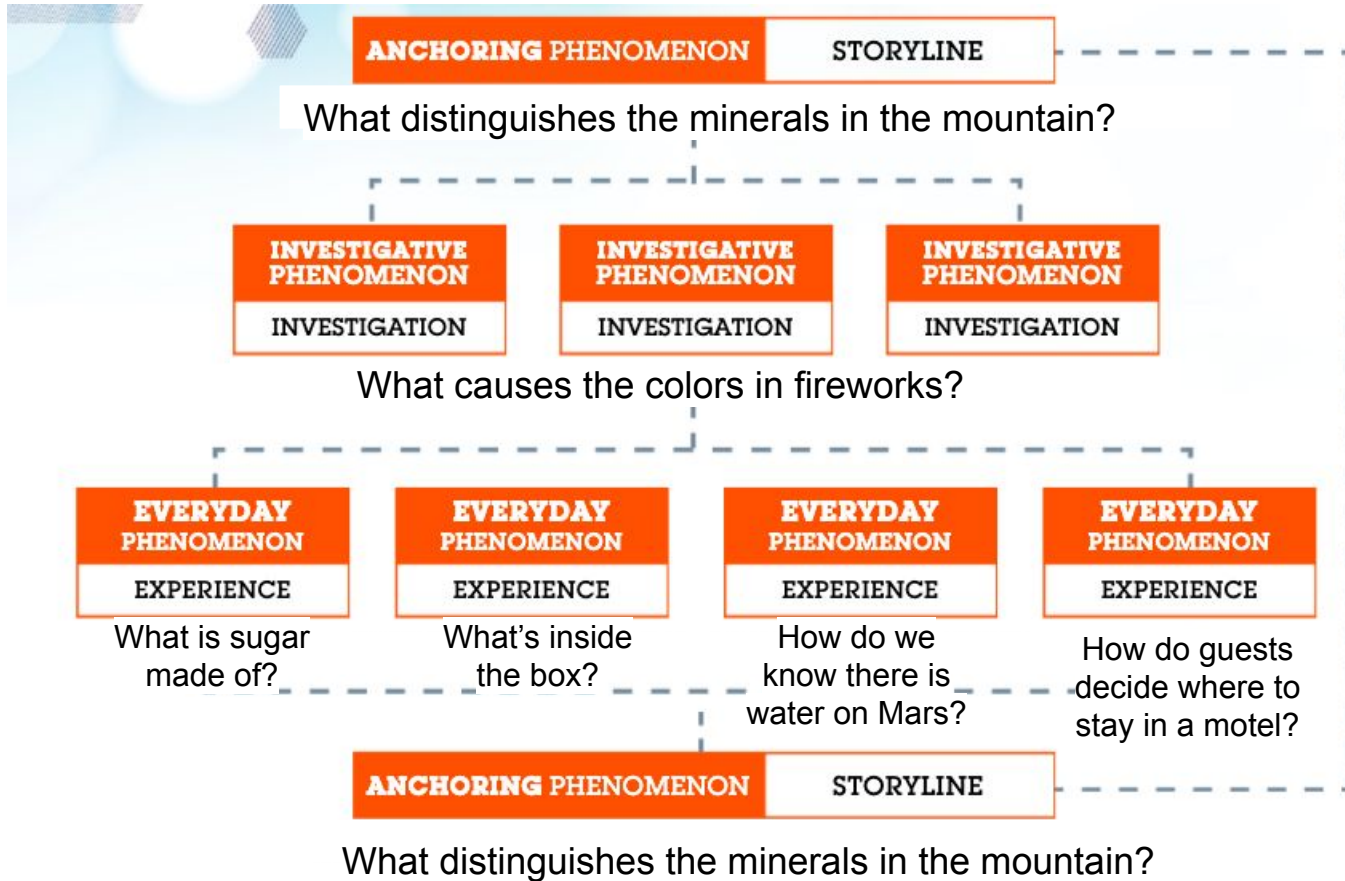 ANCHORING PHENOMENON STORYLINE
What distinguishes the minerals in the mountain?
INVESTIGATIVE
PHENOMENON
INVESTIGATION
INVESTIGATIVE
PHENOMENON
INVESTIGATION
INVESTIGATIVE
PHENOMENON
INVESTIGATION
What causes the colors in fireworks?
EVERYDAY
PHENOMENON
EXPERIENCE
What is sugar
made of?
EVERYDAY
PHENOMENON
EXPERIENCE
What's inside
the box?
EVERYDAY
PHENOMENON
EXPERIENCE
How do we
know there is
water on Mars?
EVERYDAY
PHENOMENON
EXPERIENCE
How do guests
decide where to
stay in a motel?
ANCHORING PHENOMENON STORYLINE
What distinguishes the minerals in the mountain?